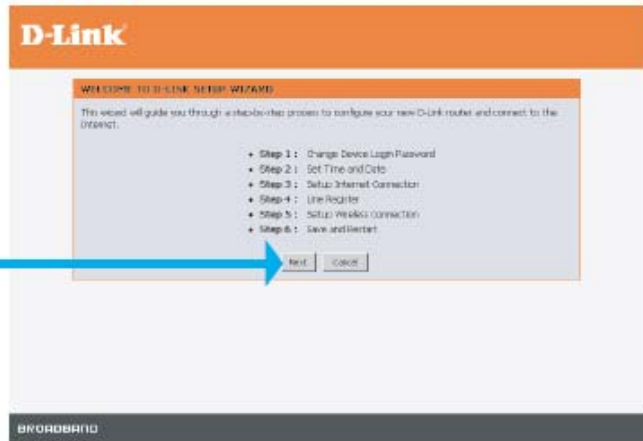 D-Link
WELCOME TO D-LINK SETUP WIZARD
This wizard will guide you through a step-by-step process to configure your new D-Link router and connect to the
Internet.
• Step 1 : Change Device Login Password
• Step 2 : Set Time and Date
• Step 3 : Setup Internet Connection
• Step 4 : Line Register
• Step 5 : Setup Wireless Connection
• Step 6 : Save and Restart
Next Cancel
BROADBAND